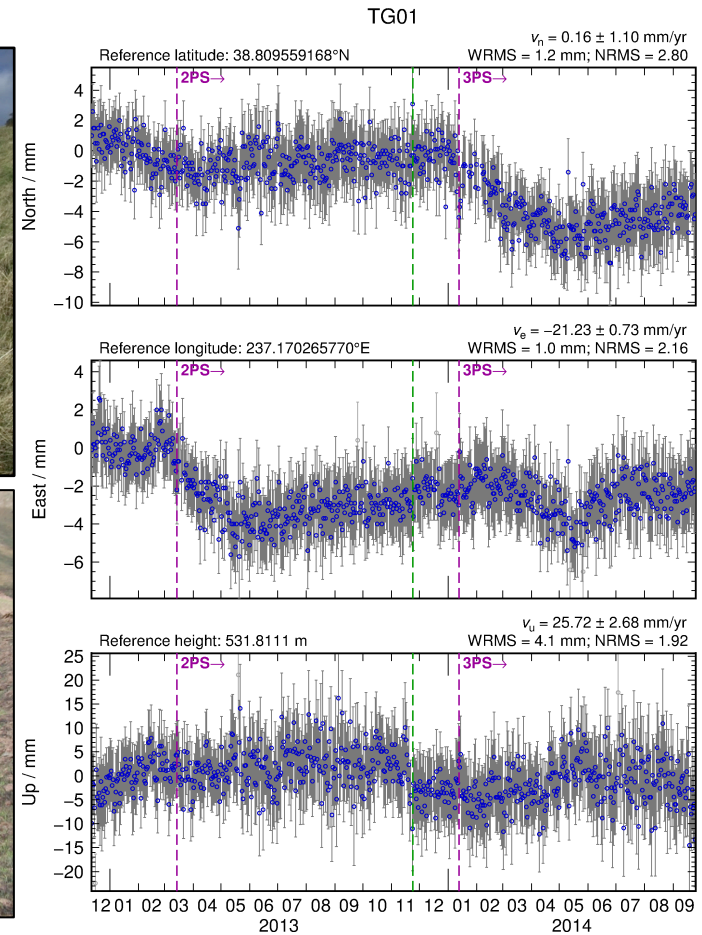 TG01
Reference latitude: 38.809559168°N
vn = 0.16 ± 1.10 mm/yr
WRMS = 1.2 mm; NRMS = 2.80
2PS→
3PS→
North / mm
4
2
0
−2
−4
−6
−8
−10
Reference longitude: 237.170265770°E
ve = −21.23 ± 0.73 mm/yr
WRMS = 1.0 mm; NRMS = 2.16
2PS→
3PS→
East / mm
4
2
0
−2
−4
−6
Reference height: 531.8111 m
vu = 25.72 ± 2.68 mm/yr
WRMS = 4.1 mm; NRMS = 1.92
2PS→
3PS→
Up / mm
25
20
15
10
5
0
−5
−10
−15
−20
12 01 02 03 04 05 06 07 08 09 10 11 12 01 02 03 04 05 06 07 08 09
2013 2014